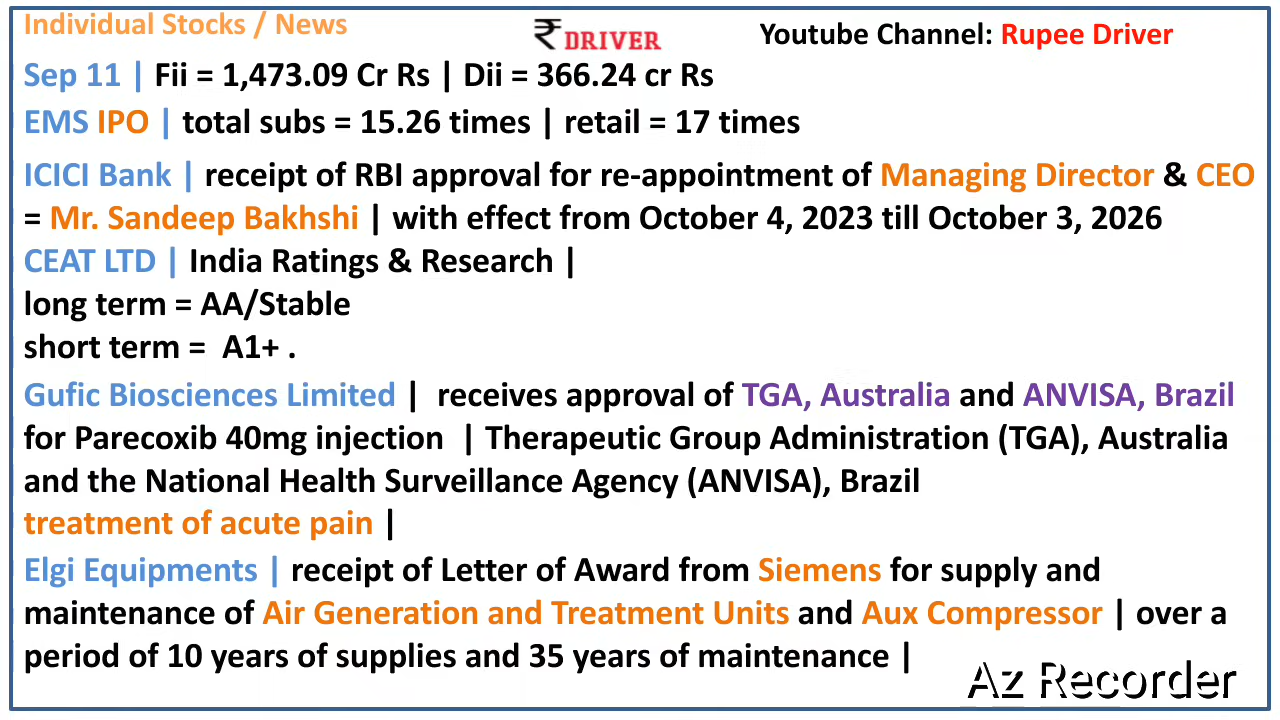 Individual Stocks / News
₹ DRIVER
Youtube Channel: Rupee Driver
Sep 11 | Fii = 1,473.09 Cr Rs | Dii = 366.24 cr Rs
EMS IPO | total subs = 15.26 times | retail = 17 times
ICICI Bank | receipt of RBI approval for re-appointment of Managing Director & CEO
= Mr. Sandeep Bakhshi | with effect from October 4, 2023 till October 3, 2026
CEAT LTD | India Ratings & Research |
long term = AA/Stable
short term = A1+ .
Gufic Biosciences Limited | receives approval of TGA, Australia and ANVISA, Brazil
for Parecoxib 40mg injection | Therapeutic Group Administration (TGA), Australia
and the National Health Surveillance Agency (ANVISA), Brazil
treatment of acute pain |
Elgi Equipments | receipt of Letter of Award from Siemens for supply and
maintenance of Air Generation and Treatment Units and Aux Compressor | over a
period of 10 years of supplies and 35 years of maintenance |
Az Recorder